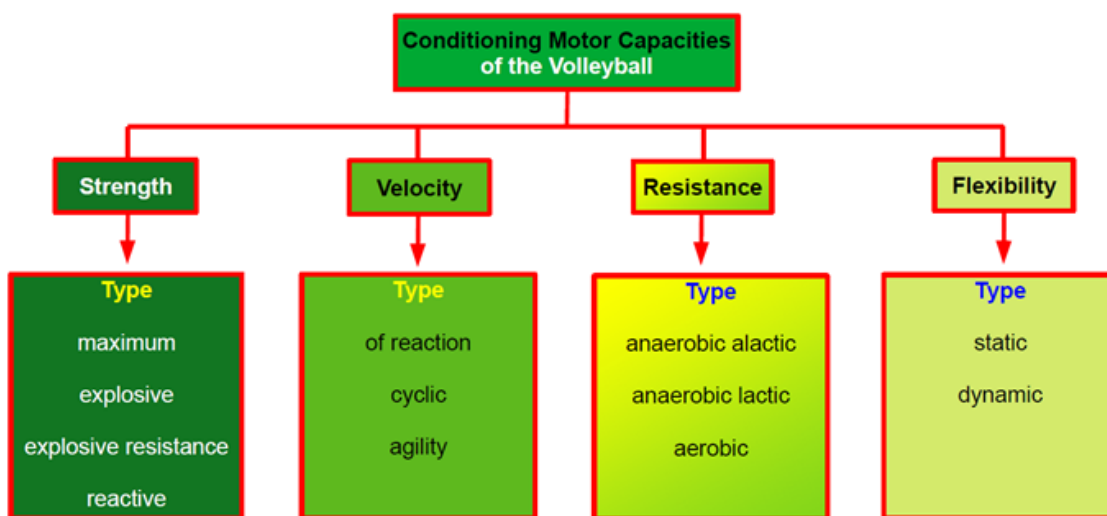 Conditioning Motor Capacities
of the Volleyball
Strength
Velocity
Resistance
Flexibility
Type
maximum
explosive
explosive resistance
reactive
Type
of reaction
cyclic
agility
Type
anaerobic alactic
anaerobic lactic
aerobic
Type
static
dynamic